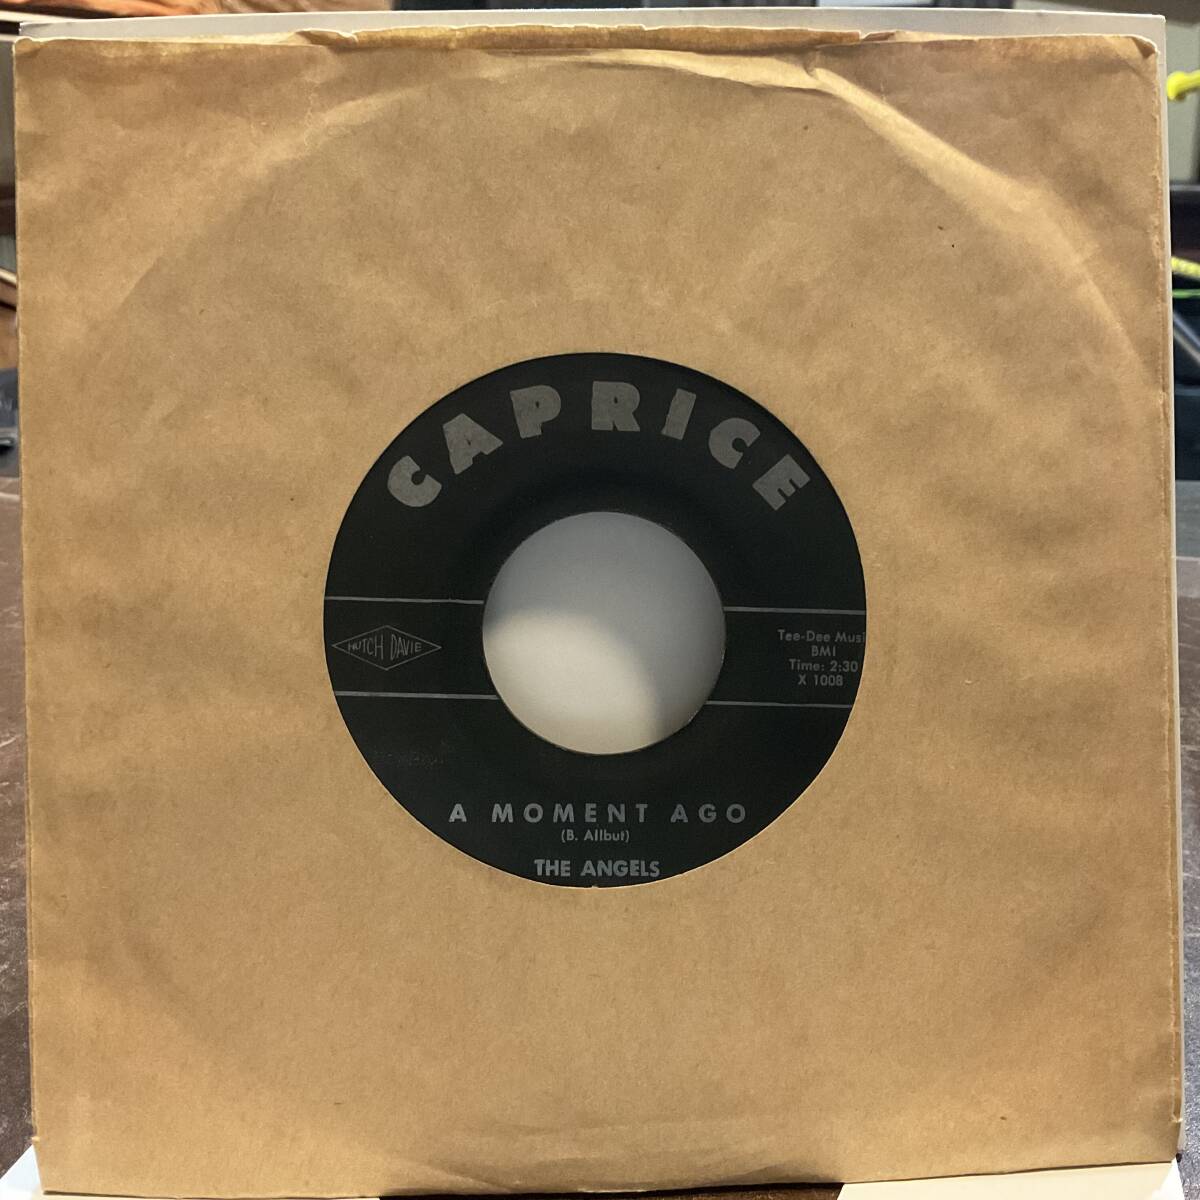 CAPRICE
HUTCH DAVIE
Tee-Dee Musi
BMI
Time: 2:30
X 1008
A MOMENT AGO
(B. Allbut)
THE ANGELS